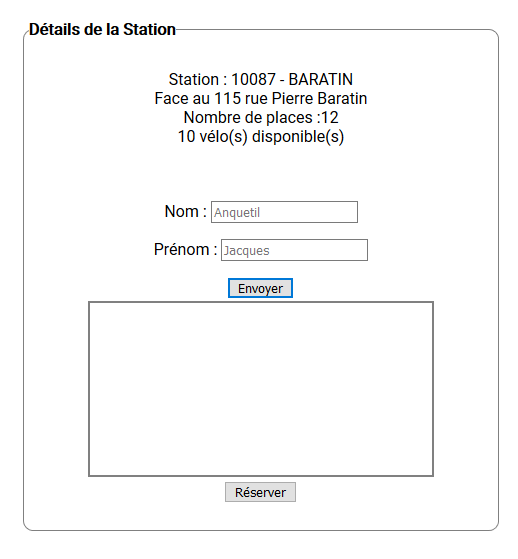 Détails de la Station
Station : 10087 - BARATIN
Face au 115 rue Pierre Baratin
Nombre de places :12
10 vélo(s) disponible(s)
Nom : Anquetil
Prénom : Jacques
Envoyer
Réserver